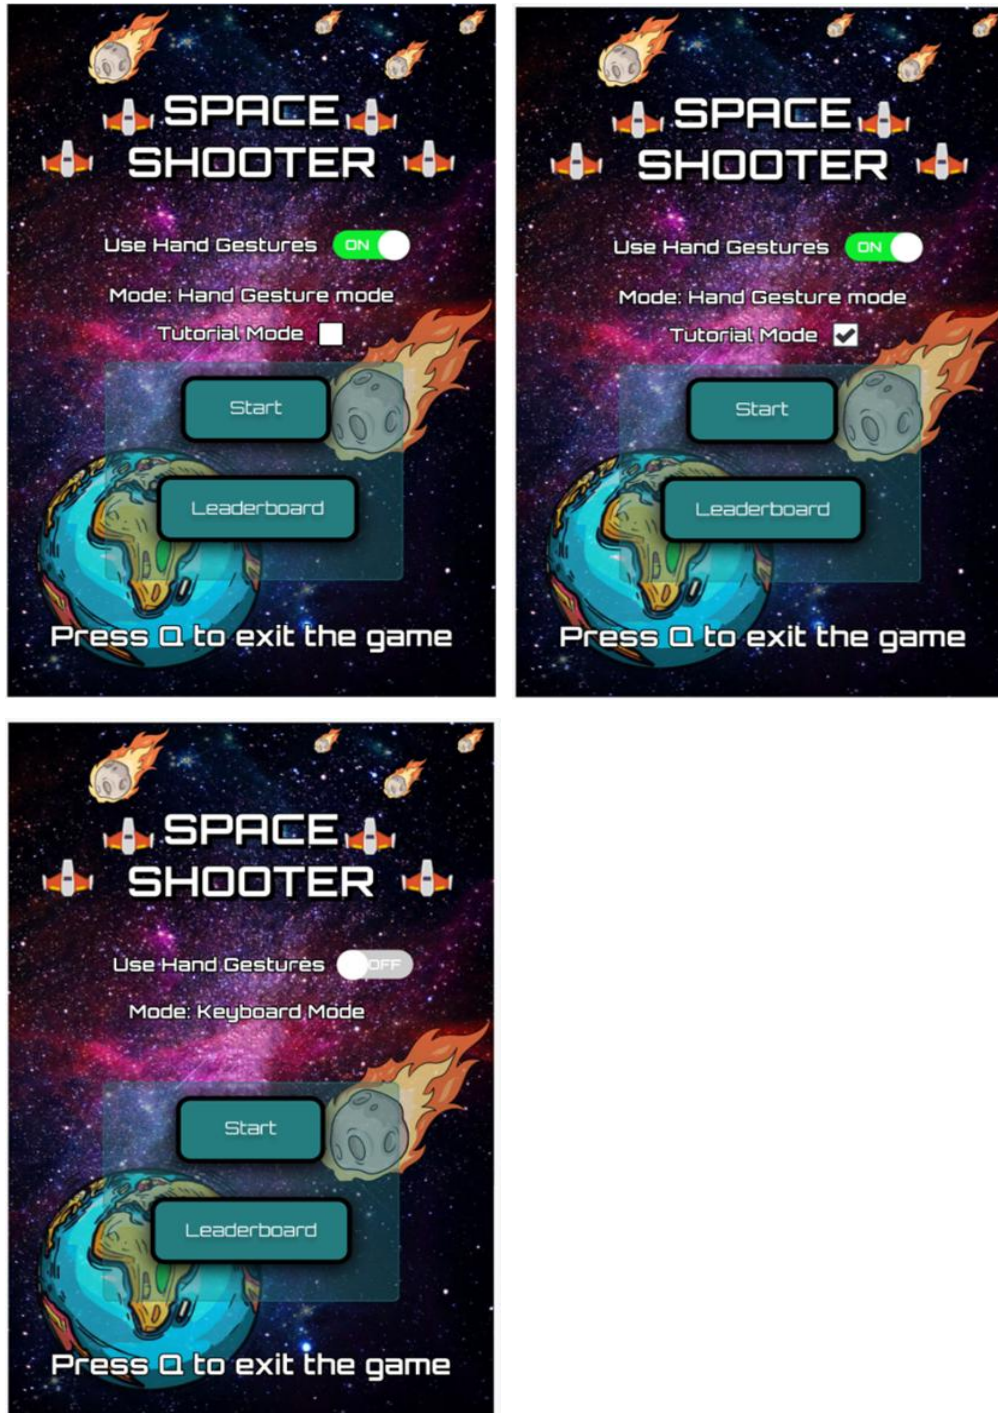 SPACE
SHOOTER
Use Hand Gestures ON
Mode: Hand Gesture mode
Tutorial Mode
Start
Leaderboard
Press Q to exit the game
SPACE
SHOOTER
Use Hand Gestures ON
Mode: Hand Gesture mode
Tutorial Mode
Start
Leaderboard
Press Q to exit the game
SPACE
SHOOTER
Use Hand Gestures OFF
Mode: Keyboard Mode
Start
Leaderboard
Press Q to exit the game